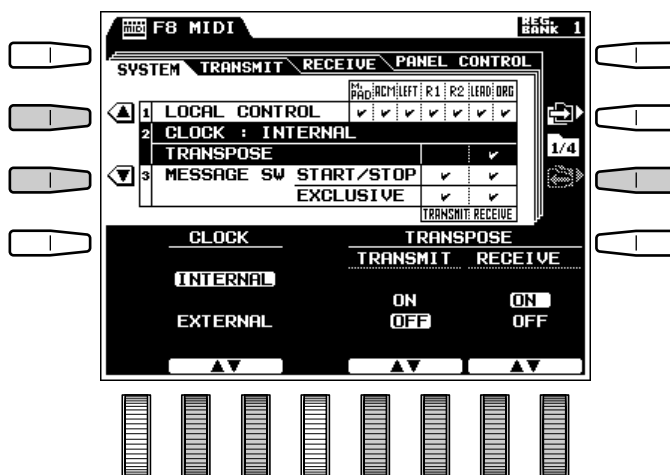 MIDI F8 MIDI REG. BANK 1
SYSTEM TRANSMIT RECEIVE PANEL CONTROL
M. PAD ACM LEFT R1 R2 LEAD ORG
1 LOCAL CONTROL ✔ ✔ ✔ ✔ ✔ ✔ ✔
2 CLOCK : INTERNAL
1/4
TRANSPOSE ✔
3 MESSAGE SW START/STOP ✔ ✔
EXCLUSIVE ✔ ✔
TRANSMIT RECEIVE
CLOCK TRANSPOSE
TRANSMIT RECEIVE
INTERNAL
ON ON
EXTERNAL OFF OFF
▲▼ ▲▼ ▲▼